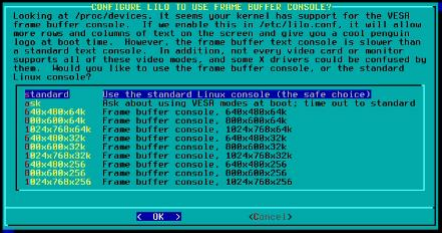 CONFIGURE LILO TO USE FRAME BUFFER CONSOLE?
Looking at /proc/devices, it seems your kernel has support for the VESA
frame buffer console.  If we enable this in /etc/lilo.conf, it will allow
more rows and columns of text on the screen and give you a cool penguin
logo at boot time.  However, the frame buffer text console is slower than
a standard text console.  In addition, not every video card or monitor
supports all of these video modes, and some X drivers could be confused by
them.  Would you like to use the frame buffer console, or the standard
Linux console?
standard Use the standard Linux console (the safe choice)
ask Ask about using VESA modes at boot; time out to standard
640x480x64k Frame buffer console, 640x480x64k
800x600x64k Frame buffer console, 800x600x64k
1024x768x64k Frame buffer console, 1024x768x64k
640x480x32k Frame buffer console, 640x480x32k
800x600x32k Frame buffer console, 800x600x32k
1024x768x32k Frame buffer console, 1024x768x32k
640x480x256 Frame buffer console, 640x480x256
800x600x256 Frame buffer console, 800x600x256
1024x768x256 Frame buffer console, 1024x768x256
< OK > <Cancel>